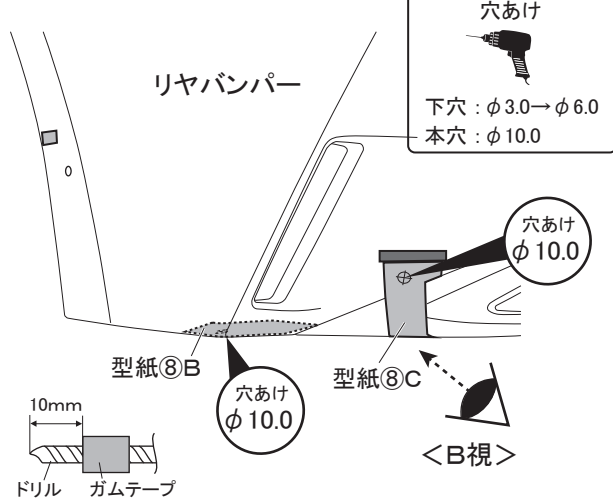 穴あけ
下穴：φ3.0→φ6.0
本穴：φ10.0
リヤバンパー
穴あけ
φ10.0
型紙⑧B
型紙⑧C
穴あけ
φ10.0
＜B視＞
10mm
ドリル
ガムテープ